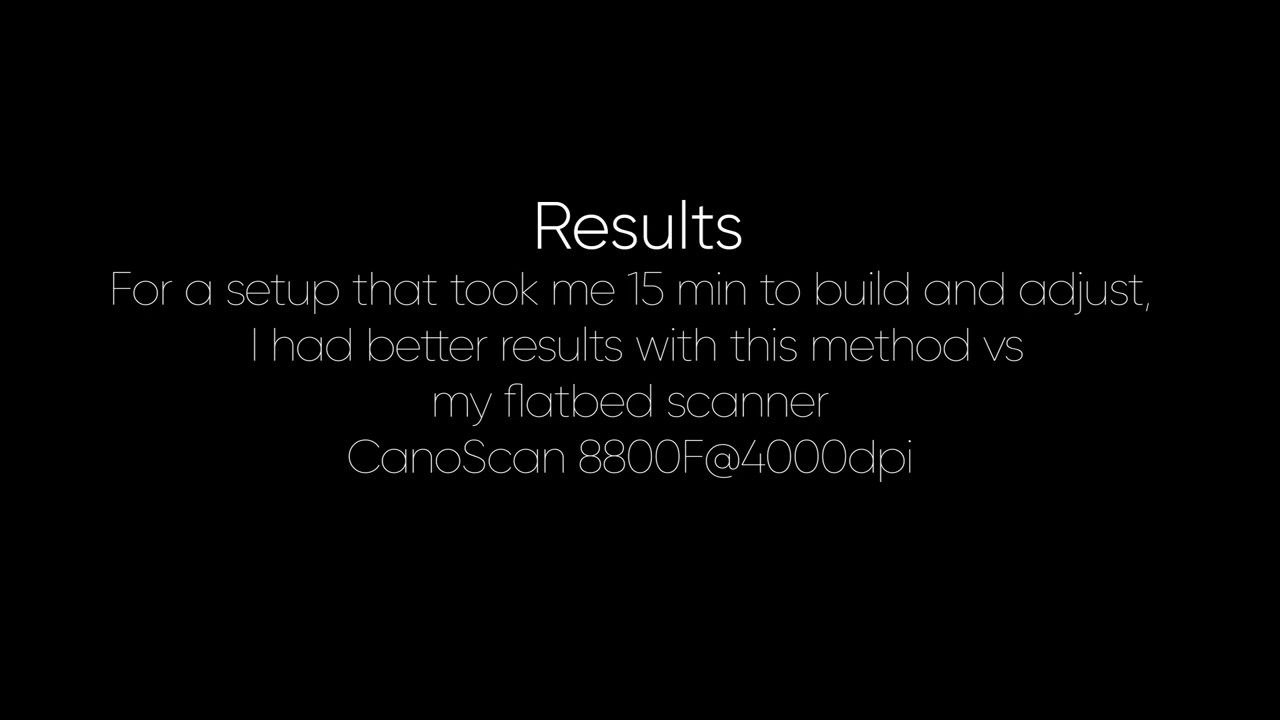 Results
For a setup that took me 15 min to build and adjust,
I had better results with this method vs
my flatbed scanner
CanoScan 8800F@4000dpi